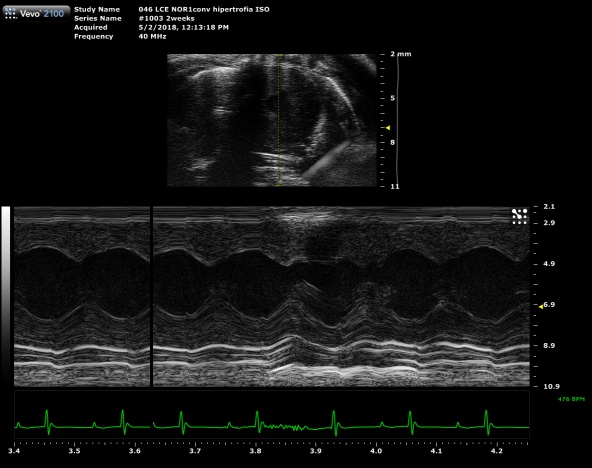 Vevo 2100
Study Name 046 LCE NOR1conv hipertrofia ISO
Series Name #1003 2weeks
Acquired 5/2/2018, 12:13:18 PM
Frequency 40 MHz
2 mm
5
8
11
2.1
2.9
4.9
6.9
8.9
10.9
476 BPM
3.4 3.5 3.6 3.7 3.8 3.9 4.0 4.1 4.2